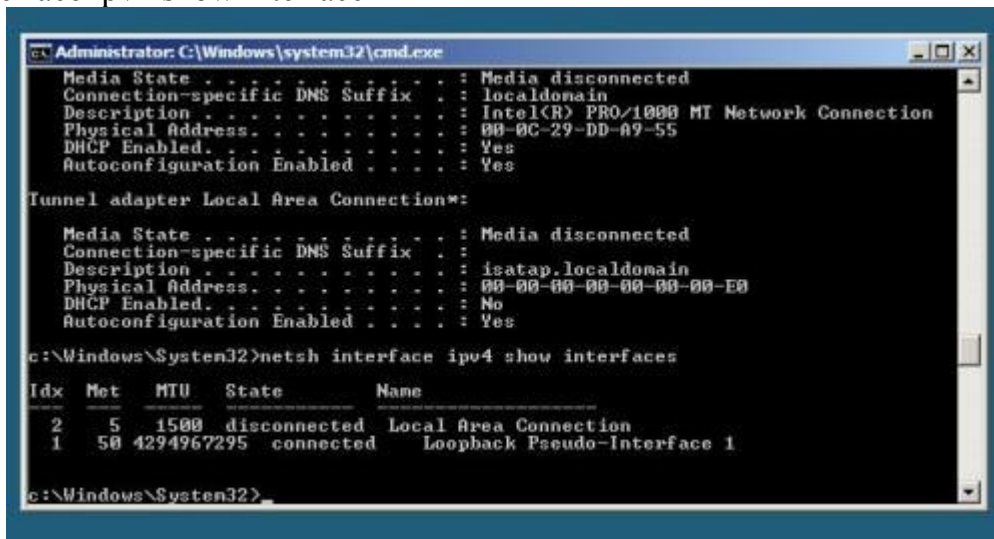 Administrator: C:\Windows\system32\cmd.exe
Media State . . . . . . . . . . . : Media disconnected
Connection-specific DNS Suffix  . : localdomain
Description . . . . . . . . . . . : Intel(R) PRO/1000 MT Network Connection
Physical Address. . . . . . . . . : 00-0C-29-DD-A9-55
DHCP Enabled. . . . . . . . . . . : Yes
Autoconfiguration Enabled . . . . : Yes
Tunnel adapter Local Area Connection*:
Media State . . . . . . . . . . . : Media disconnected
Connection-specific DNS Suffix  . :
Description . . . . . . . . . . . : isatap.localdomain
Physical Address. . . . . . . . . : 00-00-00-00-00-00-00-E0
DHCP Enabled. . . . . . . . . . . : No
Autoconfiguration Enabled . . . . : Yes
c:\Windows\System32>netsh interface ipv4 show interfaces
Idx  Met   MTU   State        Name
---  ---  -----  -----------  -------------------
2    5   1500  disconnected  Local Area Connection
1   50 4294967295  connected    Loopback Pseudo-Interface 1
c:\Windows\System32>_